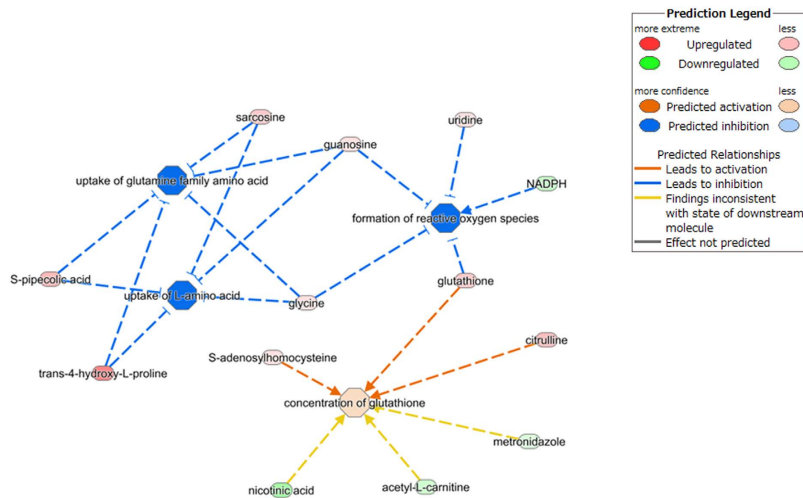 Prediction Legend
more extreme less
Upregulated
Downregulated
more confidence less
Predicted activation
Predicted inhibition
Predicted Relationships
Leads to activation
Leads to inhibition
Findings inconsistent
with state of downstream
molecule
Effect not predicted
sarcosine
uridine
guanosine
uptake of glutamine family amino acid
NADPH
formation of reactive oxygen species
S-pipecolic acid
glutathione
uptake of L-amino acid
glycine
citrulline
S-adenosylhomocysteine
trans-4-hydroxy-L-proline
concentration of glutathione
metronidazole
nicotinic acid
acetyl-L-carnitine